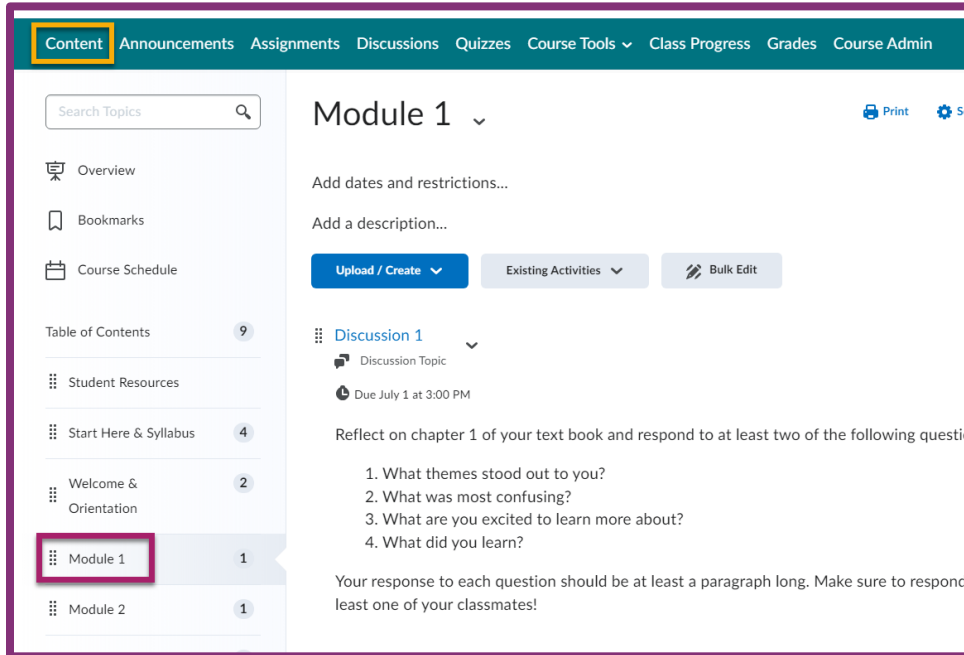 Content Announcements Assignments Discussions Quizzes Course Tools Class Progress Grades Course Admin
Search Topics
Overview
Bookmarks
Course Schedule
Table of Contents 9
Student Resources
Start Here & Syllabus 4
Welcome & 2
Orientation
Module 1 1
Module 2 1
Module 1
Print
Add dates and restrictions...
Add a description...
Upload / Create Existing Activities Bulk Edit
Discussion 1
Discussion Topic
Due July 1 at 3:00 PM
Reflect on chapter 1 of your text book and respond to at least two of the following
1. What themes stood out to you?
2. What was most confusing?
3. What are you excited to learn more about?
4. What did you learn?
Your response to each question should be at least a paragraph long. Make sure to respond
least one of your classmates!